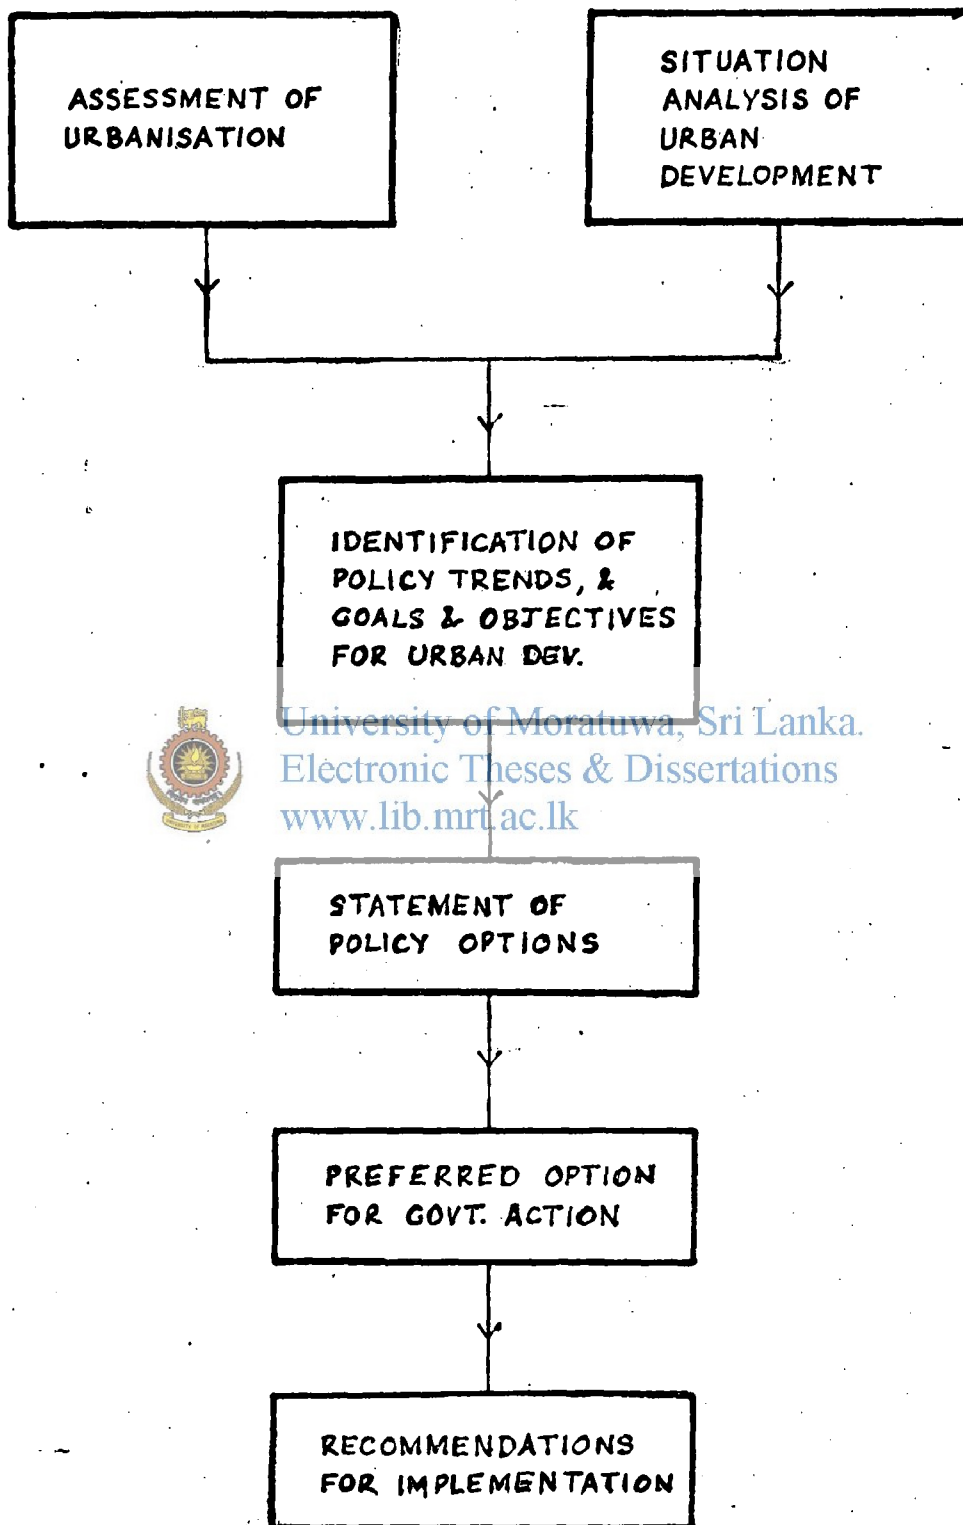 ASSESSMENT OF
URBANISATION
SITUATION
ANALYSIS OF
URBAN
DEVELOPMENT
IDENTIFICATION OF
POLICY TRENDS, &
GOALS & OBJECTIVES
FOR URBAN DEV.
University of Moratuwa, Sri Lanka.
Electronic Theses & Dissertations
www.lib.mrt.ac.lk
STATEMENT OF
POLICY OPTIONS
PREFERRED OPTION
FOR GOVT. ACTION
RECOMMENDATIONS
FOR IMPLEMENTATION